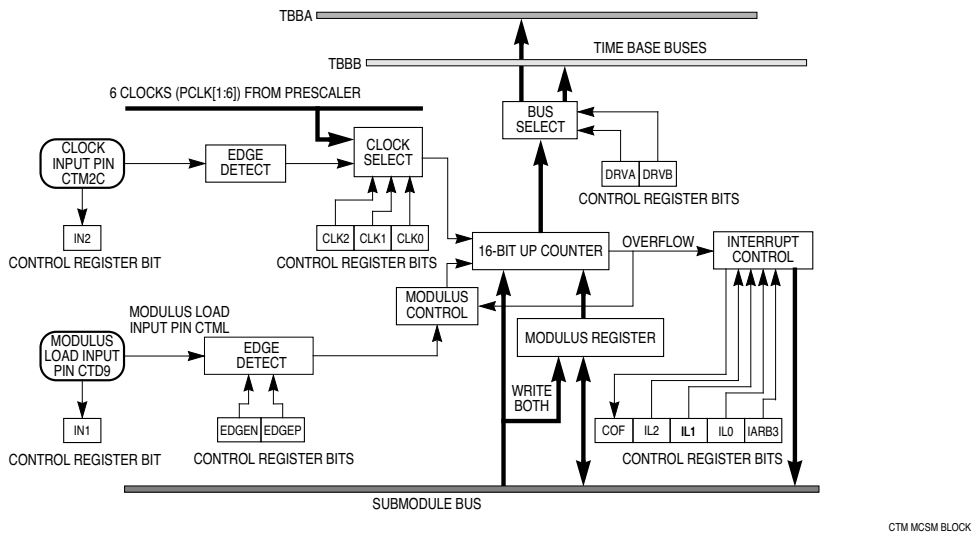 TBBA
TIME BASE BUSES
TBBB
6 CLOCKS (PCLK[1:6]) FROM PRESCALER
BUS
SELECT
CLOCK
INPUT PIN
CTM2C
EDGE
DETECT
CLOCK
SELECT
DRVA DRVB
CONTROL REGISTER BITS
IN2
CONTROL REGISTER BIT
CLK2 CLK1 CLK0
CONTROL REGISTER BITS
16-BIT UP COUNTER
OVERFLOW
INTERRUPT
CONTROL
MODULUS
CONTROL
MODULUS LOAD
INPUT PIN CTML
MODULUS REGISTER
MODULUS
LOAD INPUT
PIN CTD9
EDGE
DETECT
WRITE
BOTH
IN1
CONTROL REGISTER BIT
EDGEN EDGEP
CONTROL REGISTER BITS
COF IL2 IL1 IL0 IARB3
CONTROL REGISTER BITS
SUBMODULE BUS
CTM MCSM BLOCK